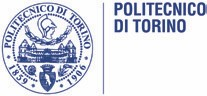 POLITECNICO DI TORINO
1859
1906
POLITECNICO
DI TORINO